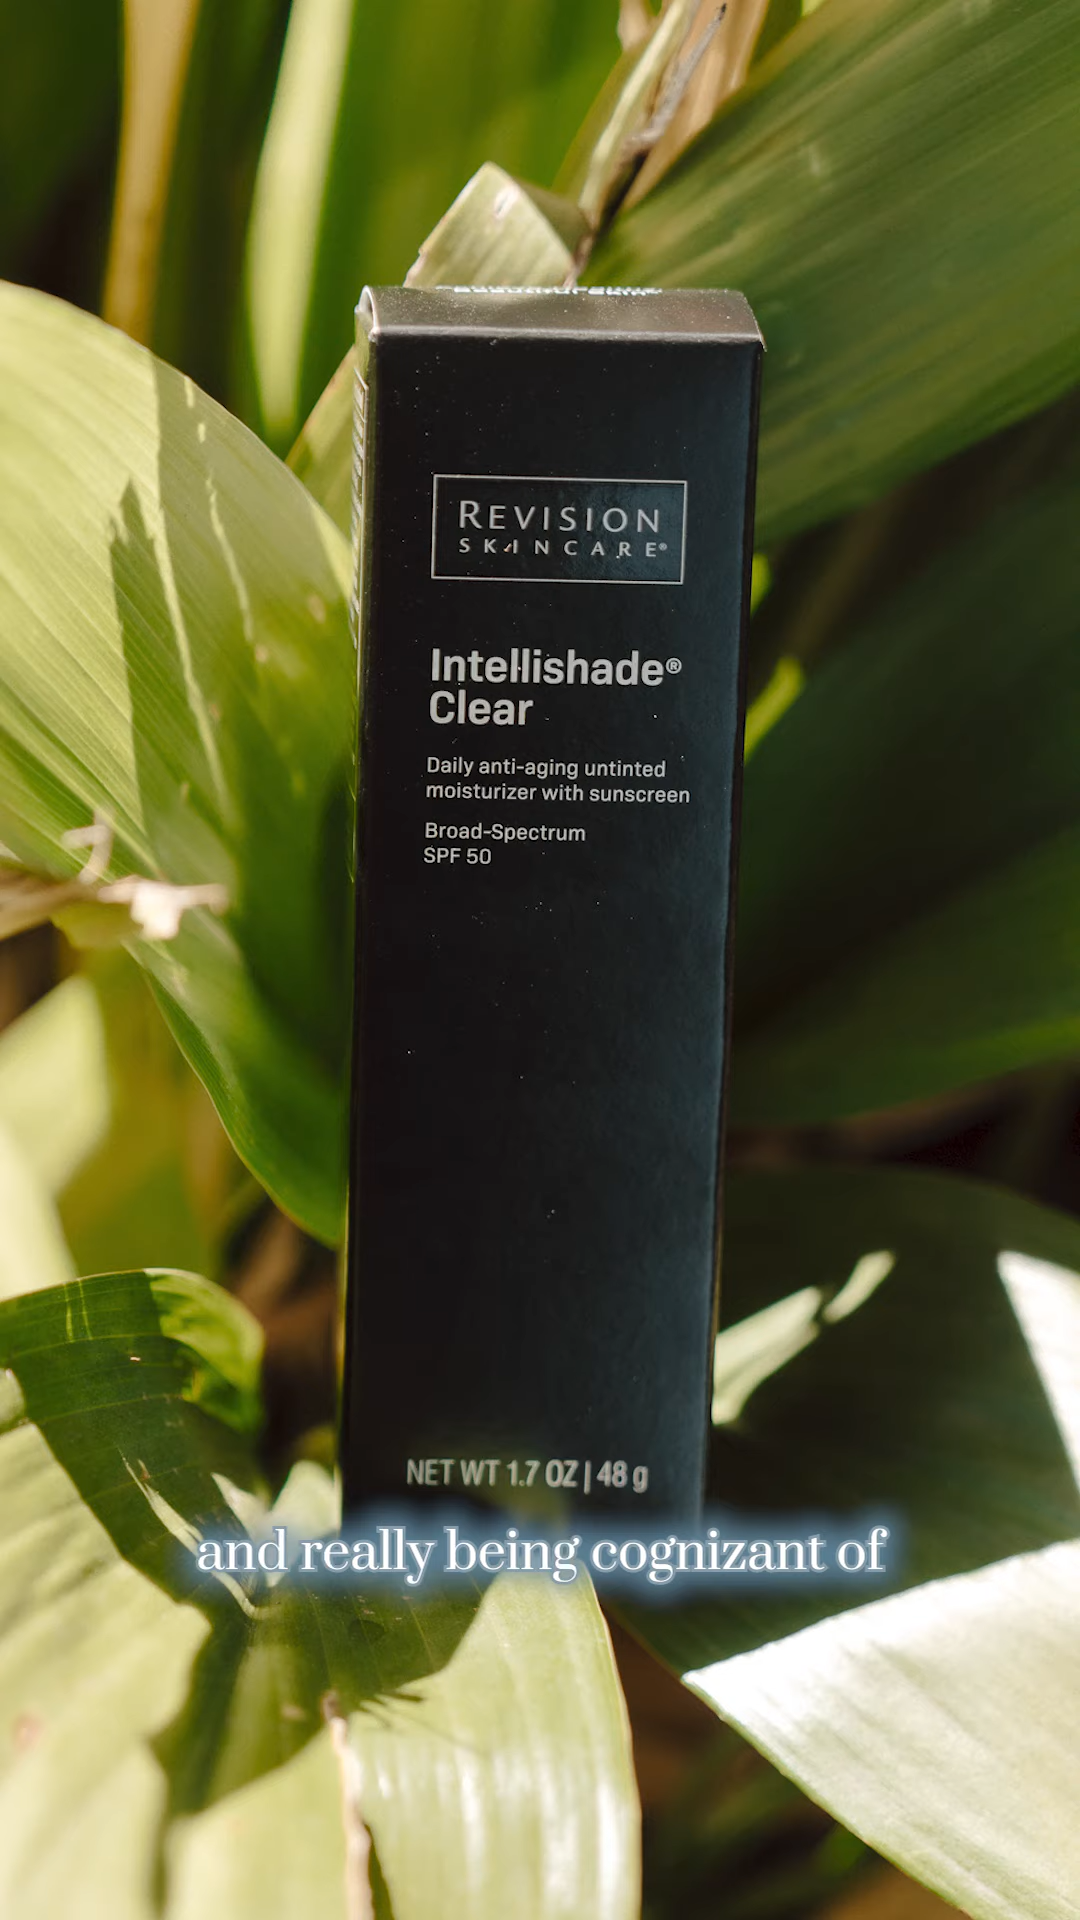 REVISION
SKINCARE®
Intellishade®
Clear
Daily anti-aging untinted
moisturizer with sunscreen
Broad-Spectrum
SPF 50
NET WT 1.7 OZ | 48 g
and really being cognizant of